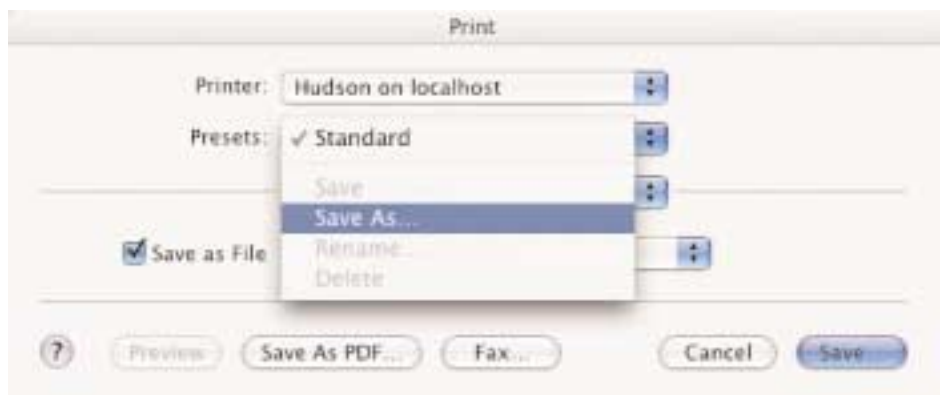 Print
Printer: Hudson on localhost
Presets: ✓ Standard
Save
Save As...
Save as File
Rename...
Delete
? Preview Save As PDF... Fax... Cancel Save...